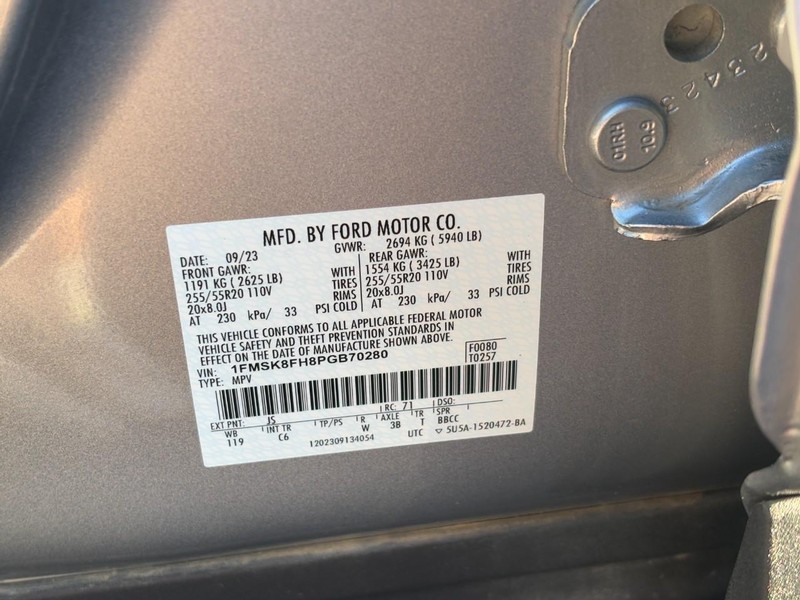 23423
01RH
10.9
MFD. BY FORD MOTOR CO.
DATE: 09/23 GVWR: 2694 KG ( 5940 LB)
FRONT GAWR: REAR GAWR:
1191 KG ( 2625 LB) WITH 1554 KG ( 3425 LB) WITH
255/55R20 110V TIRES 255/55R20 110V TIRES
20x8.0J RIMS 20x8.0J RIMS
AT 230 kPa/ 33 PSI COLD AT 230 kPa/ 33 PSI COLD
THIS VEHICLE CONFORMS TO ALL APPLICABLE FEDERAL MOTOR
VEHICLE SAFETY AND THEFT PREVENTION STANDARDS IN
EFFECT ON THE DATE OF MANUFACTURE SHOWN ABOVE.
VIN: 1FMSK8FH8PGB70280 F0080
TYPE: MPV T0257
EXT PNT: JS RC: 71 DSO:
WB INT TR TP/PS R AXLE TR SPR
119 C6 W 3B T BBCC
1202309134054 UTC ▽ 5U5A-1520472-BA